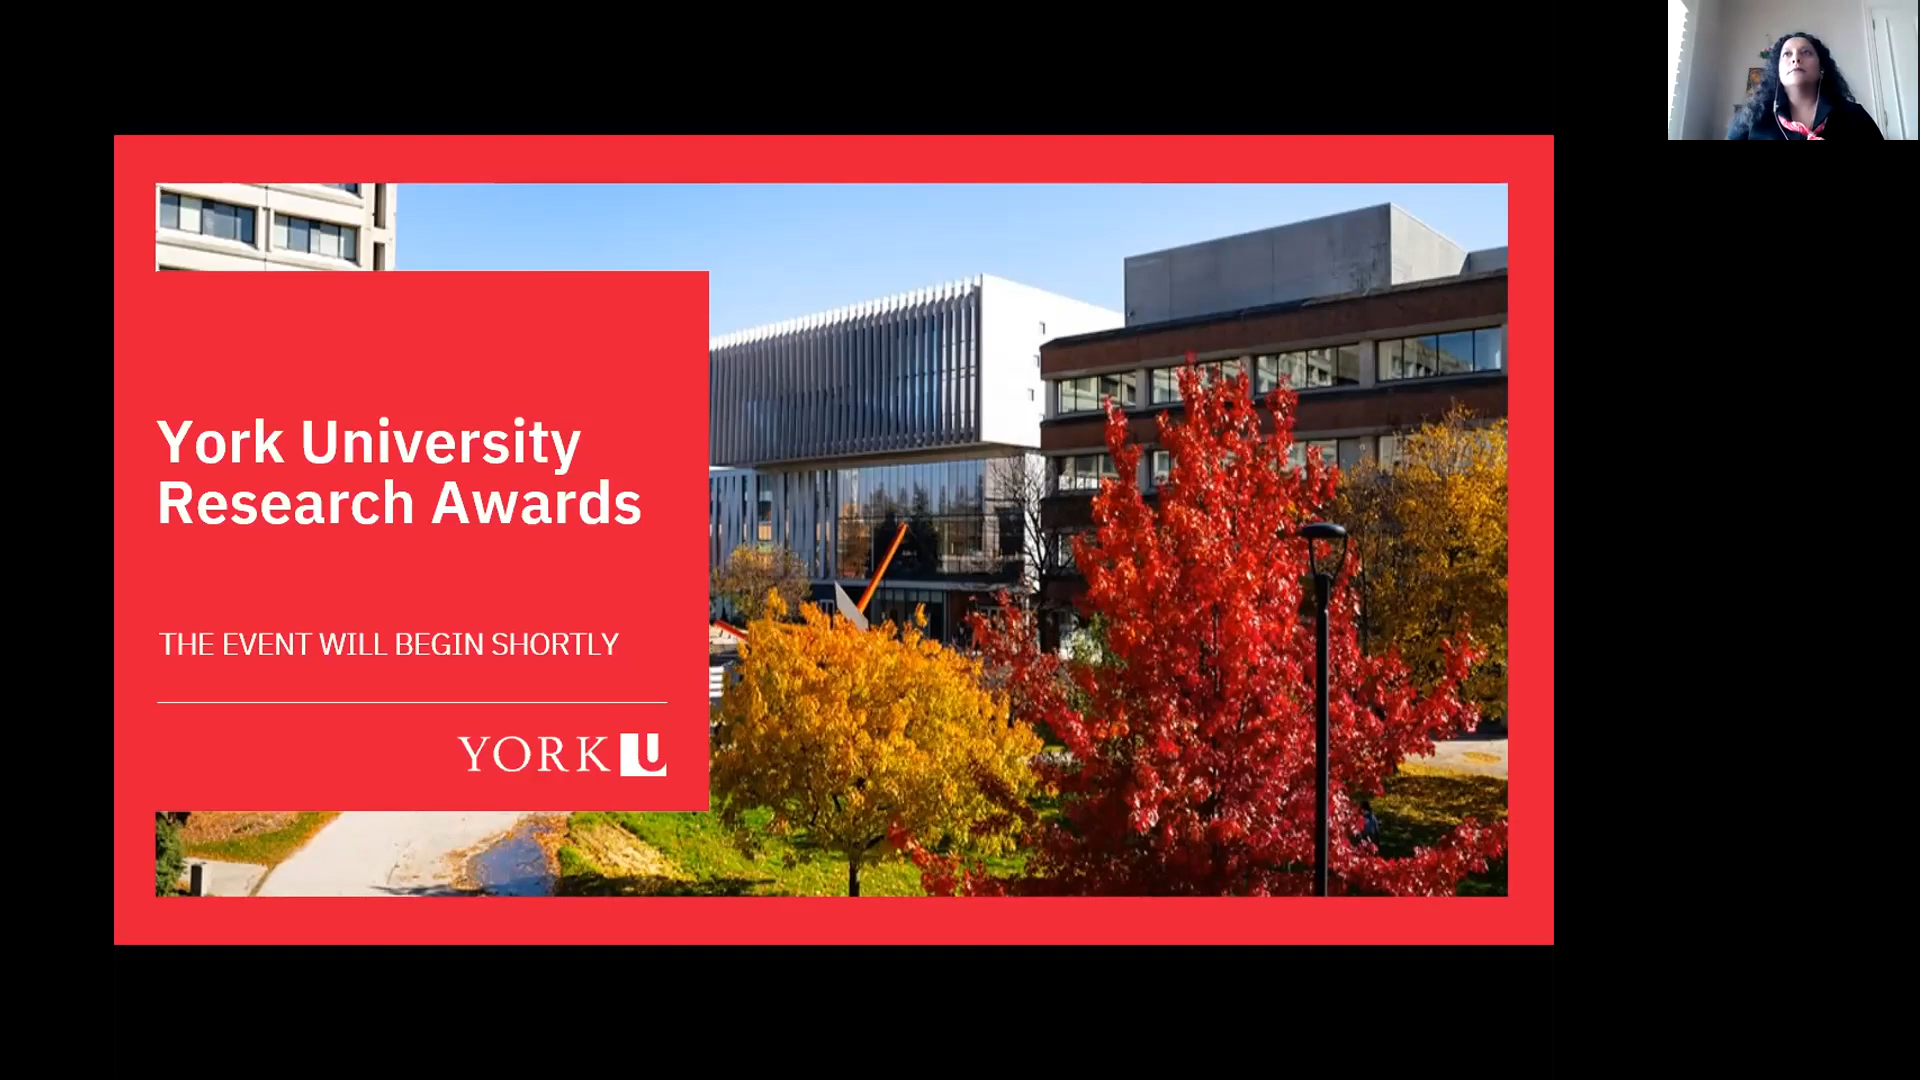 York University
Research Awards
THE EVENT WILL BEGIN SHORTLY
YORK U